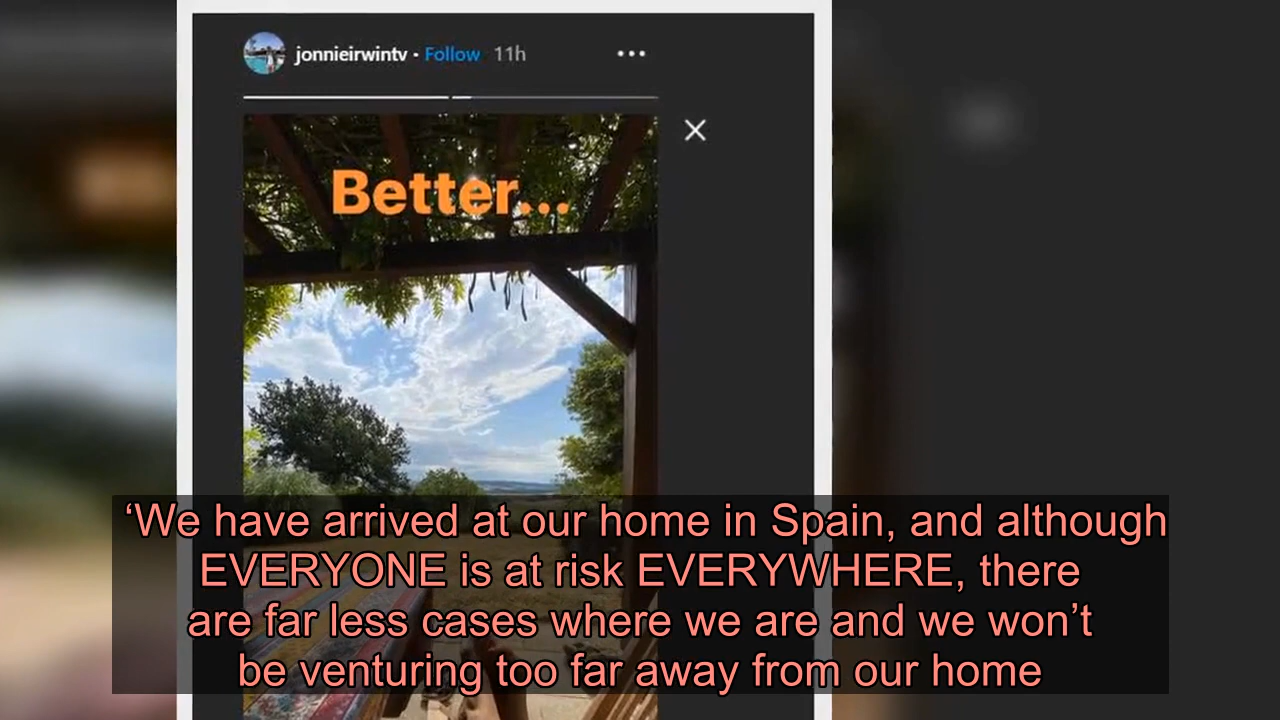 jonnieirwintv • Follow 11h
Better...
‘We have arrived at our home in Spain, and although
EVERYONE is at risk EVERYWHERE, there
are far less cases where we are and we won’t
be venturing too far away from our home